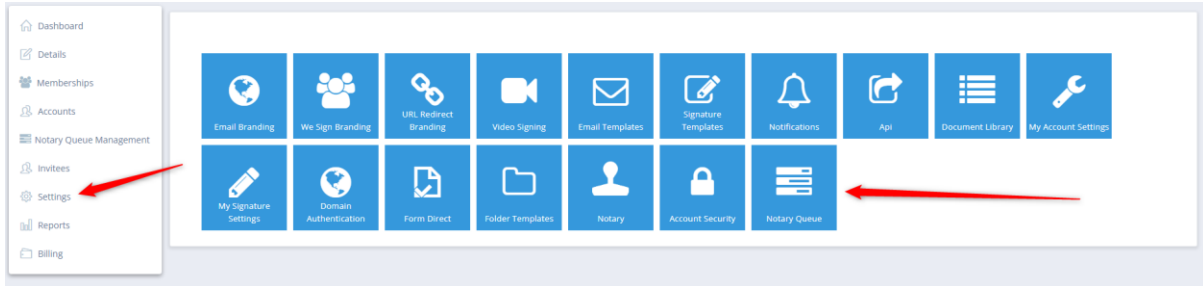 Dashboard
Details
Memberships
Accounts
Notary Queue Management
Invitees
Settings
Reports
Billing
Email Branding
We Sign Branding
URL Redirect
Branding
Video Signing
Email Templates
Signature
Templates
Notifications
Api
Document Library
My Account Settings
My Signature
Settings
Domain
Authentication
Form Direct
Folder Templates
Notary
Account Security
Notary Queue